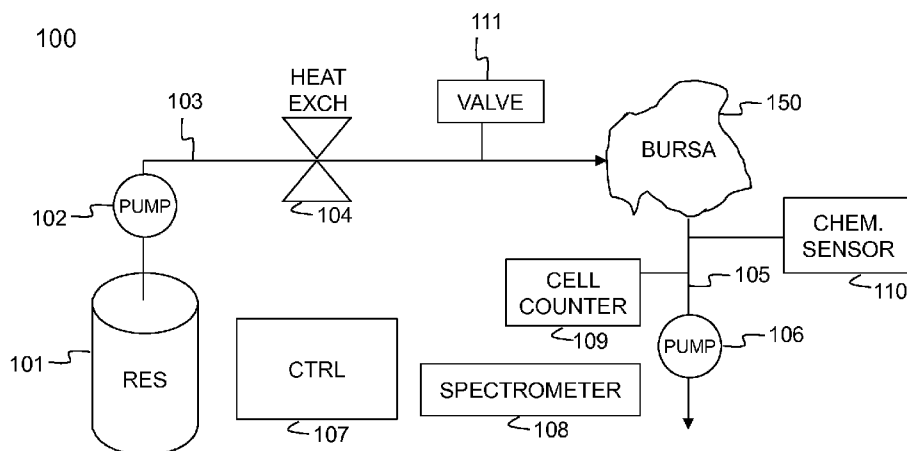 100
111
HEAT
EXCH
VALVE
103
150
BURSA
102
PUMP
104
CHEM.
SENSOR
105
110
CELL
COUNTER
109
106
PUMP
101
RES
CTRL
107
SPECTROMETER
108